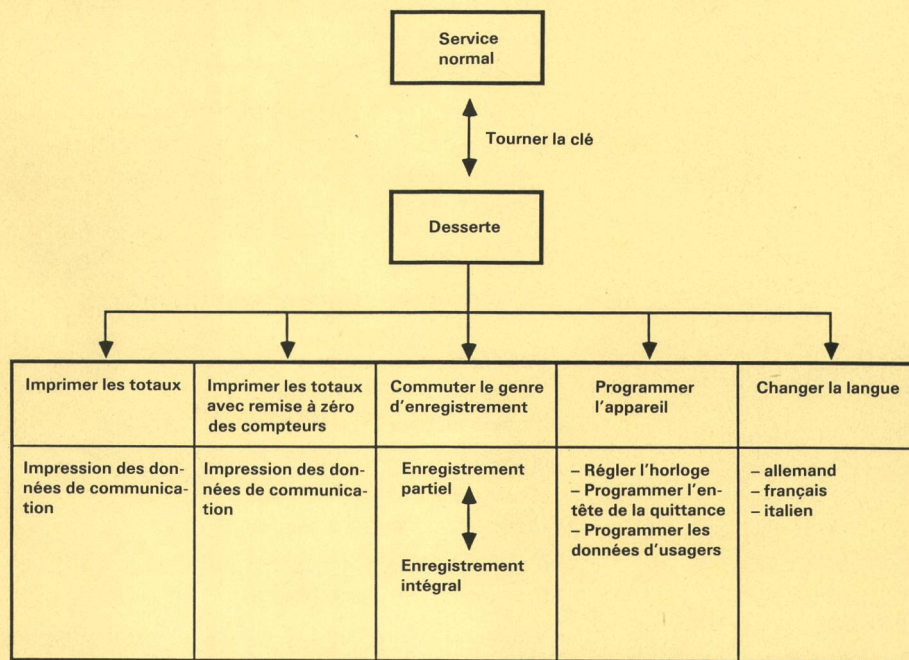 Service
normal
Tourner la clé
Desserte
Imprimer les totaux
Imprimer les totaux
avec remise à zéro
des compteurs
Commuter le genre
d'enregistrement
Programmer
l'appareil
Changer la langue
Impression des don-
nées de communica-
tion
Impression des don-
nées de communica-
tion
Enregistrement
partiel
Enregistrement
intégral
– Régler l'horloge
– Programmer l'en-
tête de la quittance
– Programmer les
données d'usagers
– allemand
– français
– italien